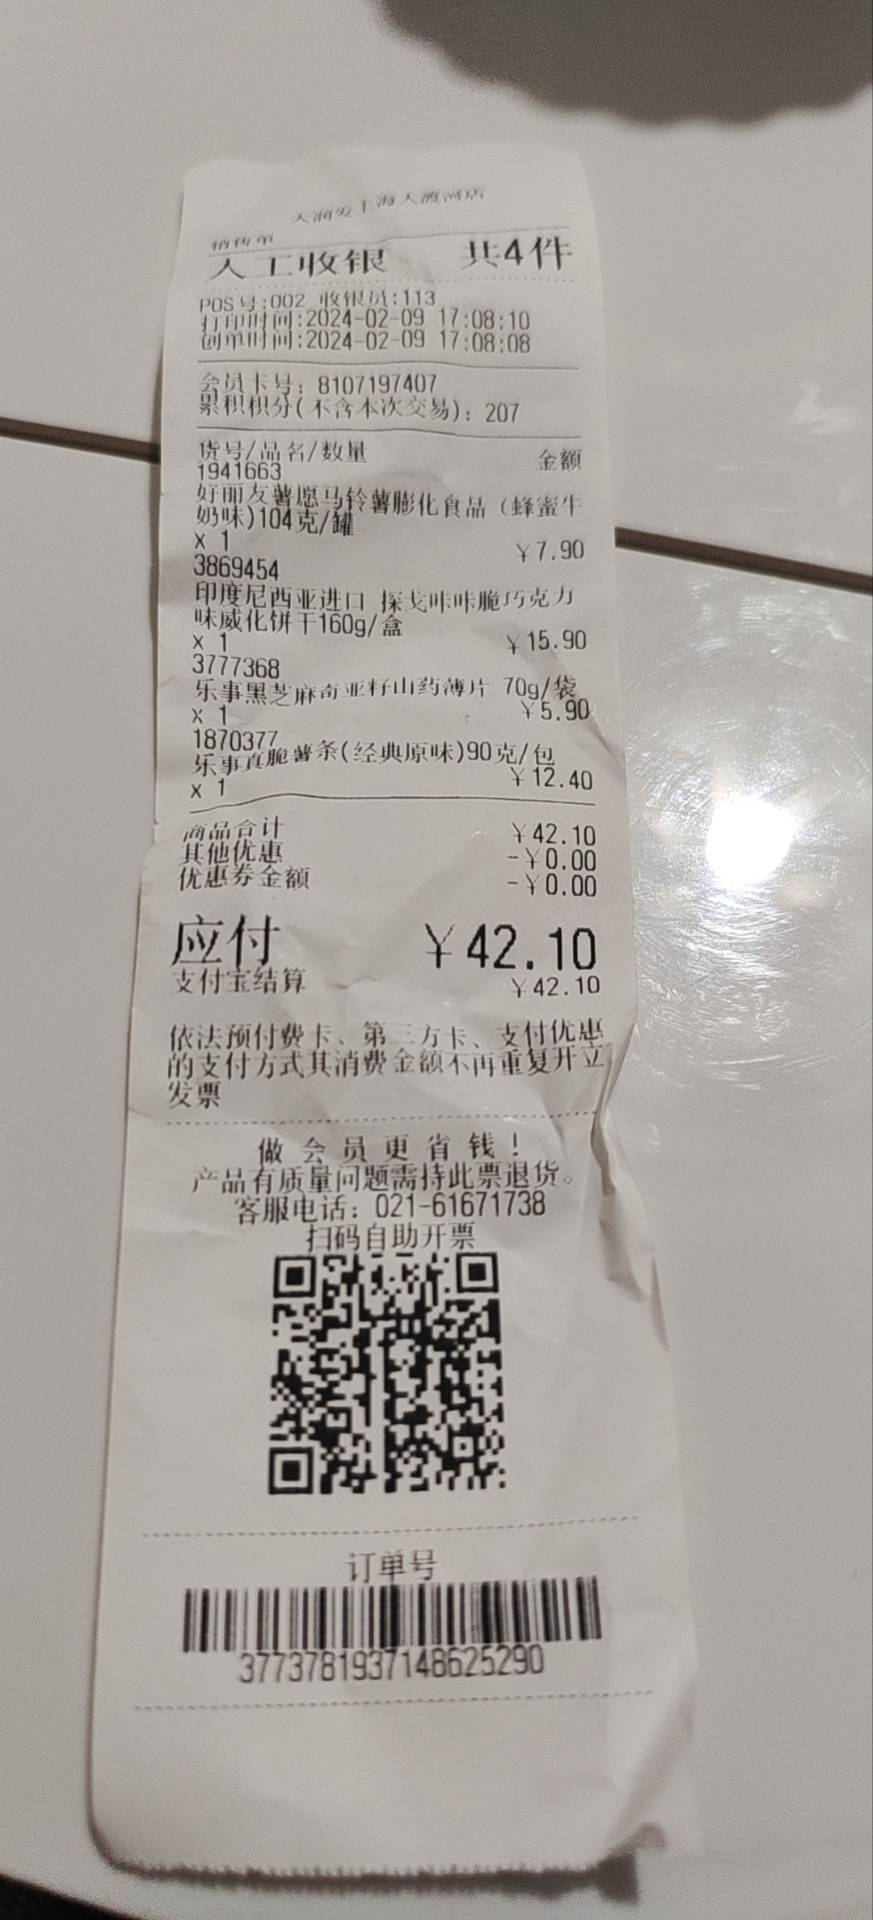 大润发上海大渡河店
销售单
人工收银 共4件
POS号:002 收银员:113
打印时间:2024-02-09 17:08:10
创单时间:2024-02-09 17:08:08
会员卡号: 8107197407
累积积分(不含本次交易): 207
货号/品名/数量 金额
1941663
好丽友薯愿马铃薯膨化食品（蜂蜜牛
奶味)104克/罐
x 1 ￥7.90
3869454
印度尼西亚进口 探戈咔咔脆巧克力
味威化饼干160g/盒
x 1 ￥15.90
3777368
乐事黑芝麻奇亚籽山药薄片 70g/袋
x 1 ￥5.90
1870377
乐事真脆薯条(经典原味)90克/包
x 1 ￥12.40
商品合计 ￥42.10
其他优惠 -￥0.00
优惠券金额 -￥0.00
应付 ￥42.10
支付宝结算 ￥42.10
依法预付费卡、第三方卡、支付优惠
的支付方式其消费金额不再重复开立
发票
做会员更省钱！
产品有质量问题需持此票退货。
客服电话: 021-61671738
扫码自助开票
订单号
3773781937148625290